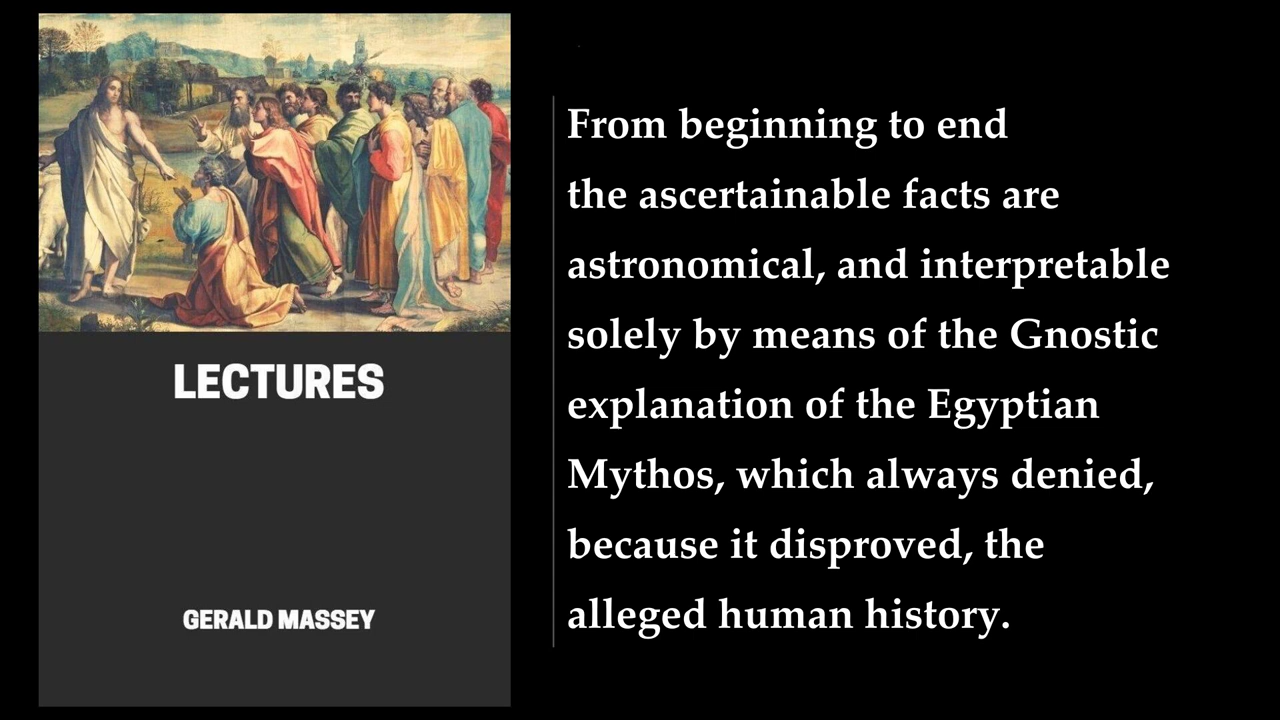 LECTURES
GERALD MASSEY
From beginning to end
the ascertainable facts are
astronomical, and interpretable
solely by means of the Gnostic
explanation of the Egyptian
Mythos, which always denied,
because it disproved, the
alleged human history.